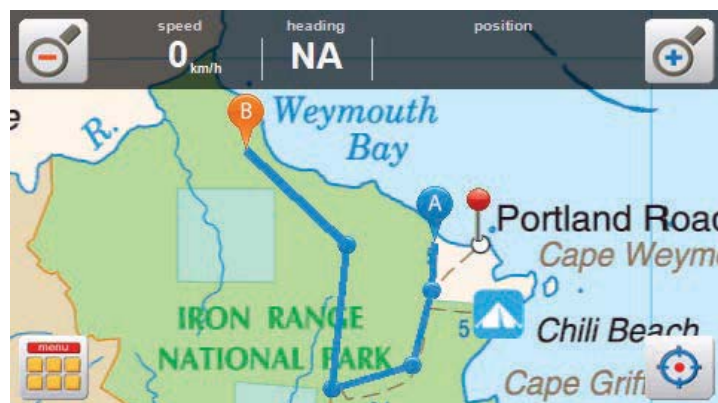 speed
heading
position
0 km/h
NA
e
R.
B
Weymouth
Bay
A
Portland Road
Cape Weym
IRON RANGE
NATIONAL PARK
5
Chili Beach
Cape Griff
menu